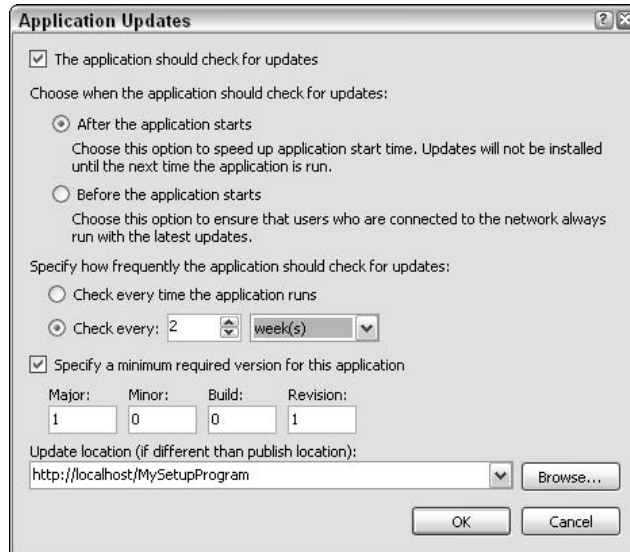 Application Updates
The application should check for updates
Choose when the application should check for updates:
After the application starts
Choose this option to speed up application start time. Updates will not be installed
until the next time the application is run.
Before the application starts
Choose this option to ensure that users who are connected to the network always
run with the latest updates.
Specify how frequently the application should check for updates:
Check every time the application runs
Check every: 2 week(s)
Specify a minimum required version for this application
Major: Minor: Build: Revision:
1 0 0 1
Update location (if different than publish location):
http://localhost/MySetupProgram Browse...
OK Cancel